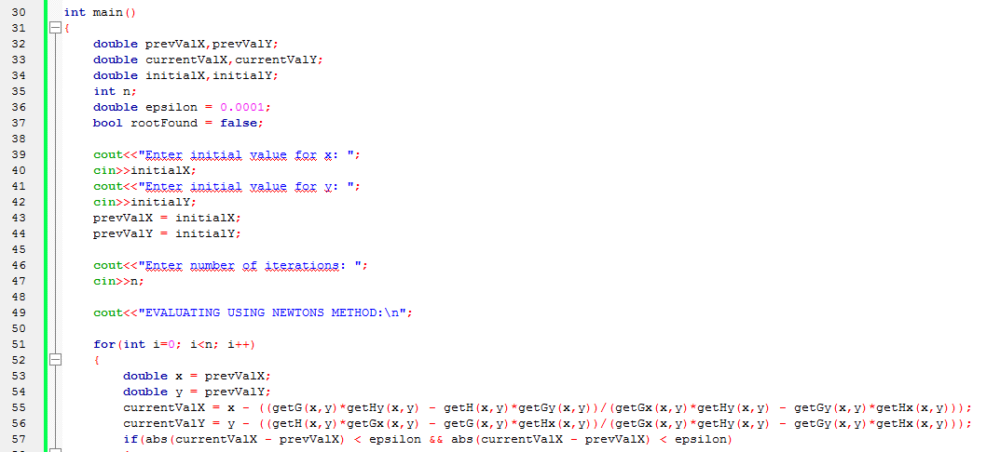 30 int main()
31 {
32 double prevValX,prevValY;
33 double currentValX,currentValY;
34 double initialX,initialY;
35 int n;
36 double epsilon = 0.0001;
37 bool rootFound = false;
38
39 cout<<"Enter initial value for x: ";
40 cin>>initialX;
41 cout<<"Enter initial value for y: ";
42 cin>>initialY;
43 prevValX = initialX;
44 prevValY = initialY;
45
46 cout<<"Enter number of iterations: ";
47 cin>>n;
48
49 cout<<"EVALUATING USING NEWTONS METHOD:\n";
50
51 for(int i=0; i<n; i++)
52 {
53 double x = prevValX;
54 double y = prevValY;
55 currentValX = x - ((getG(x,y)*getHy(x,y) - getH(x,y)*getGy(x,y))/(getGx(x,y)*getHy(x,y) - getGy(x,y)*getHx(x,y)));
56 currentValY = y - ((getH(x,y)*getGx(x,y) - getG(x,y)*getHx(x,y))/(getGx(x,y)*getHy(x,y) - getGy(x,y)*getHx(x,y)));
57 if(abs(currentValX - prevValX) < epsilon && abs(currentValX - prevValX) < epsilon)